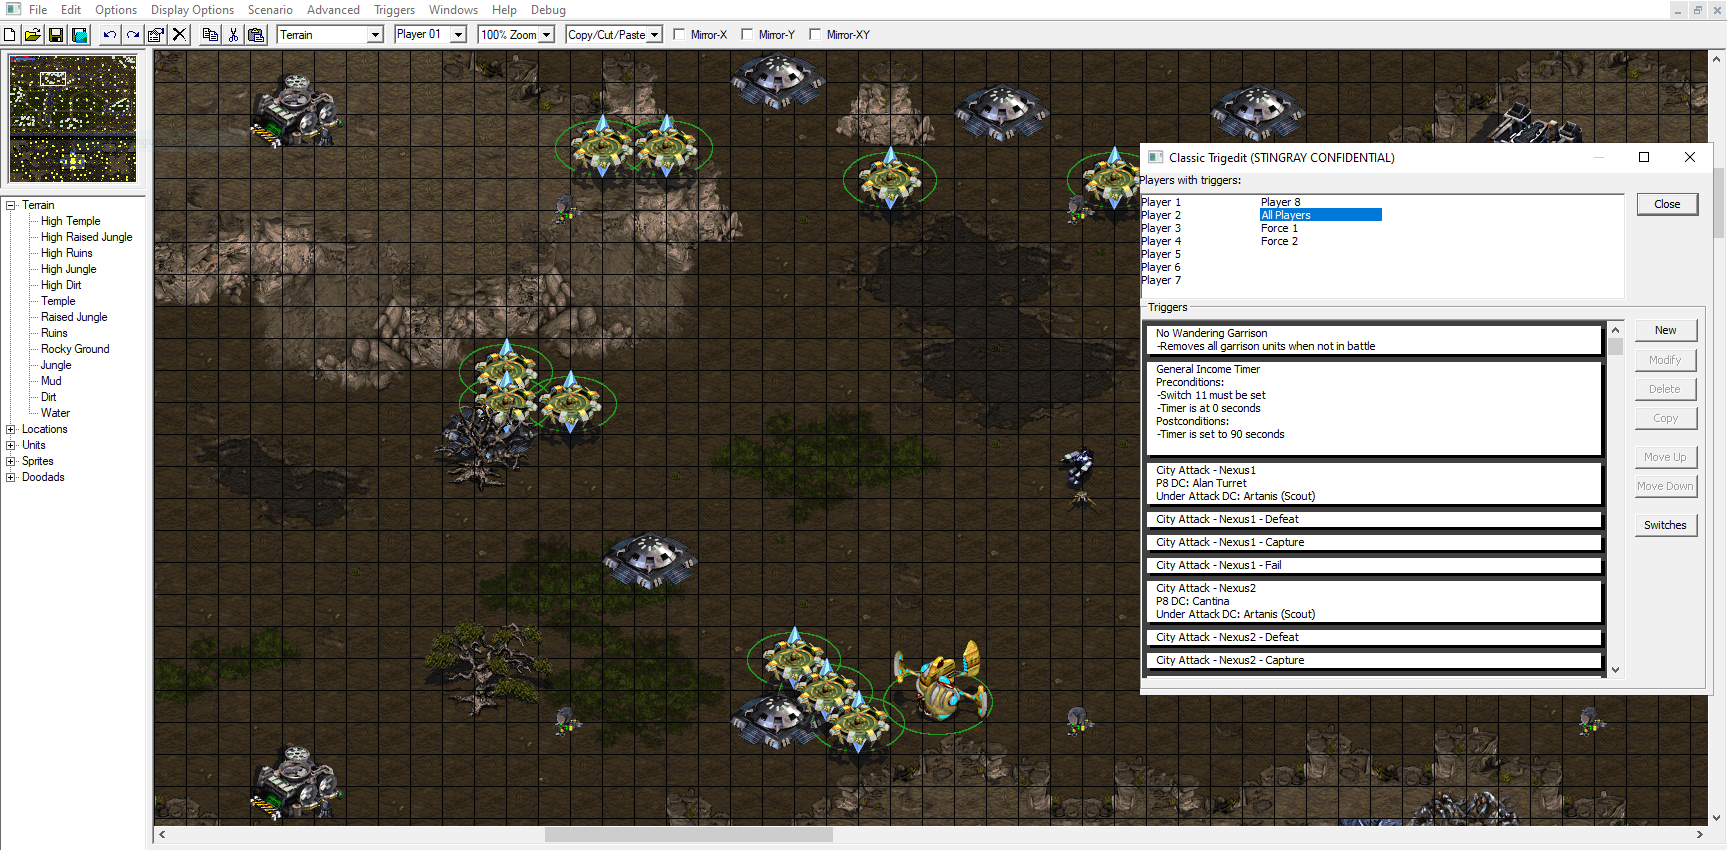 File Edit Options Display Options Scenario Advanced Triggers Windows Help Debug
Terrain Player 01 100% Zoom Copy/Cut/Paste Mirror-X Mirror-Y Mirror-XY
Terrain
High Temple
High Raised Jungle
High Ruins
High Jungle
High Dirt
Temple
Raised Jungle
Ruins
Rocky Ground
Jungle
Mud
Dirt
Water
Locations
Units
Sprites
Doodads
Classic Trigedit (STINGRAY CONFIDENTIAL)
Players with triggers:
Player 1
Player 2
Player 3
Player 4
Player 5
Player 6
Player 7
Player 8
All Players
Force 1
Force 2
Close
Triggers
No Wandering Garrison
-Removes all garrison units when not in battle
General Income Timer
Preconditions:
-Switch 11 must be set
-Timer is at 0 seconds
Postconditions:
-Timer is set to 90 seconds
City Attack - Nexus1
P8 DC: Alan Turret
Under Attack DC: Artanis (Scout)
City Attack - Nexus1 - Defeat
City Attack - Nexus1 - Capture
City Attack - Nexus1 - Fail
City Attack - Nexus2
P8 DC: Cantina
Under Attack DC: Artanis (Scout)
City Attack - Nexus2 - Defeat
City Attack - Nexus2 - Capture
New
Modify
Delete
Copy
Move Up
Move Down
Switches